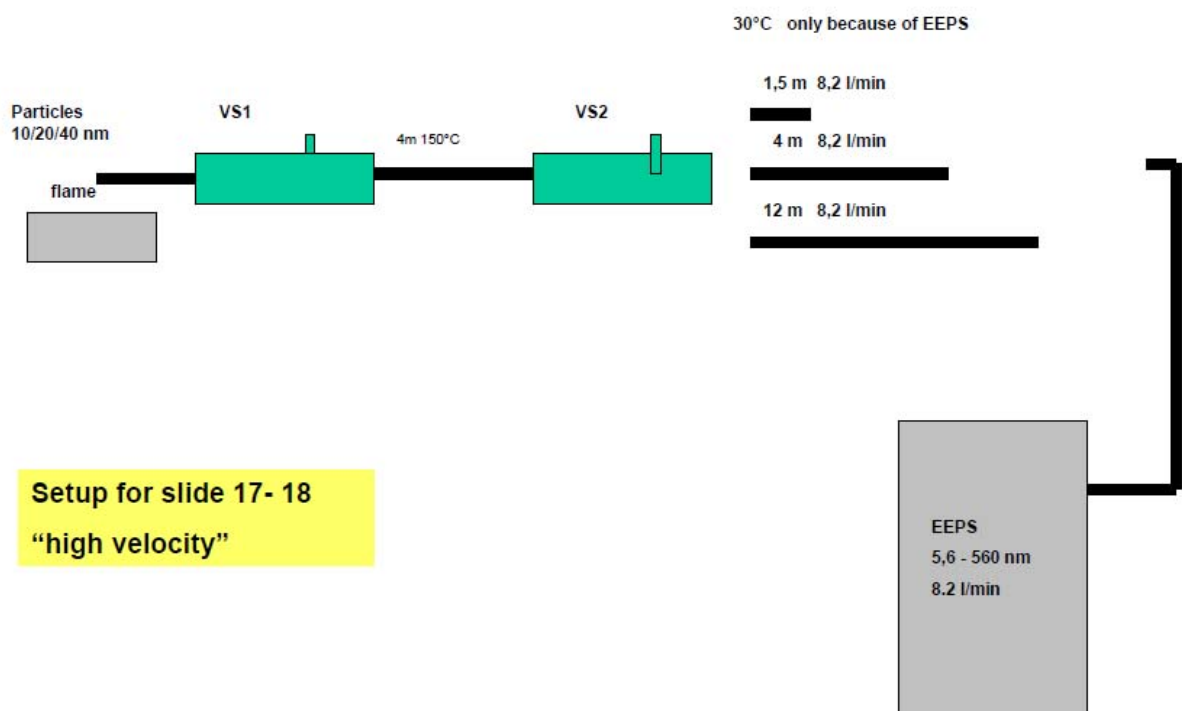 30°C only because of EEPS
1,5 m 8,2 l/min
Particles
10/20/40 nm
VS1
VS2
4m 150°C
4 m 8,2 l/min
flame
12 m 8,2 l/min
Setup for slide 17- 18
“high velocity”
EEPS
5,6 - 560 nm
8.2 l/min